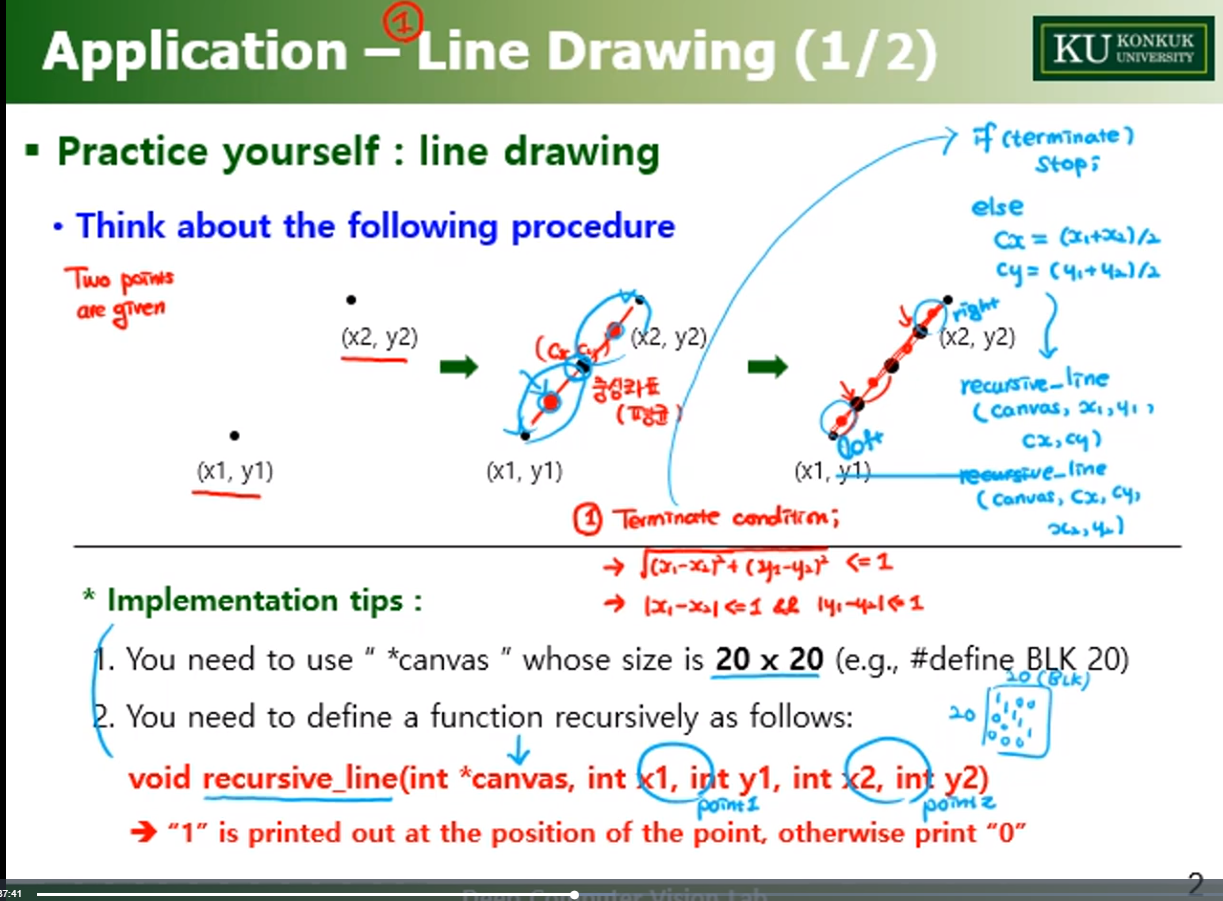 Application – Line Drawing (1/2)
①
KU KONKUK
UNIVERSITY
▪ Practice yourself : line drawing
• Think about the following procedure
Two points
are given
(x2, y2)
(x1, y1)
(cx, cy)
(x2, y2)
중심좌표
(평균)
(x1, y1)
right
(x2, y2)
left
(x1, y1)
if (terminate)
stop;
else
cx = (x1+x2)/2
cy = (y1+y2)/2
recursive_line
(canvas, x1, y1,
cx, cy)
recursive_line
(canvas, cx, cy,
x2, y2)
① Terminate condition;
→ √(x1-x2)²+(y1-y2)² <= 1
→ |x1-x2| <= 1 && |y1-y2| <= 1
* Implementation tips :
1. You need to use “ *canvas ” whose size is 20 x 20 (e.g., #define BLK 20)
20 (BLK)
20
2. You need to define a function recursively as follows:
void recursive_line(int *canvas, int x1, int y1, int x2, int y2)
point1
point2
➔ “1” is printed out at the position of the point, otherwise print “0”
37:41
Deep Computer Vision Lab
2